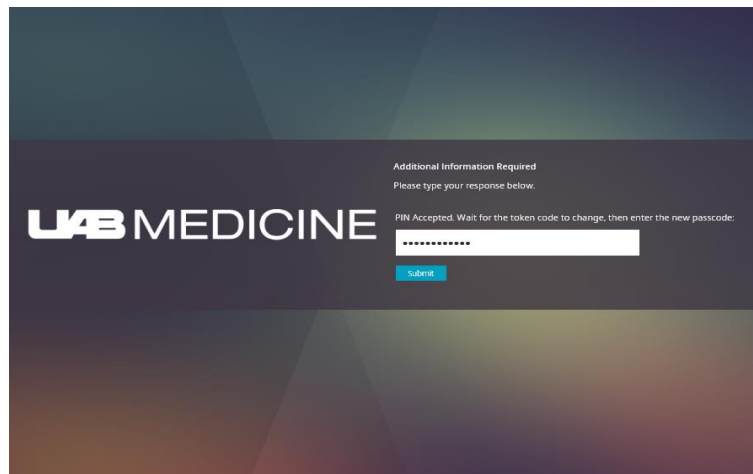 UAB MEDICINE
Additional Information Required
Please type your response below.
PIN Accepted. Wait for the token code to change, then enter the new passcode:
••••••••••••
Submit